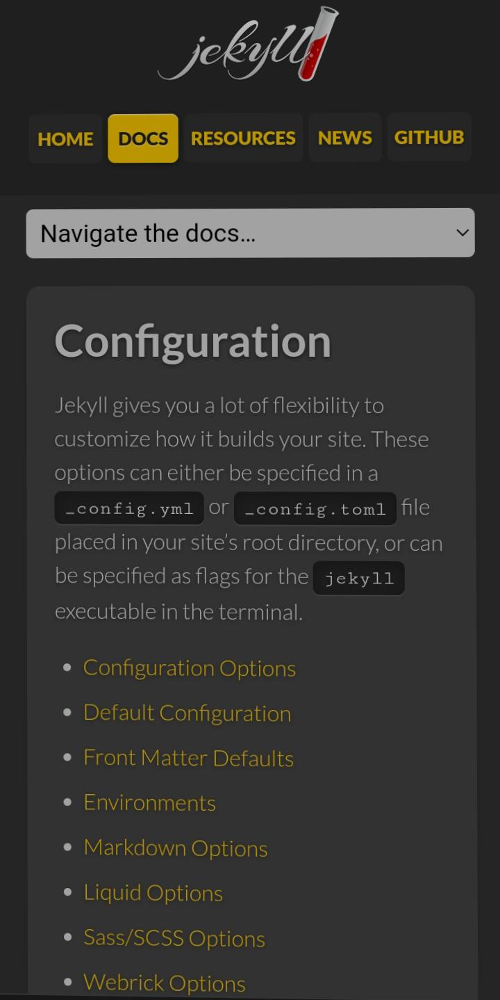 jekyll
HOME DOCS RESOURCES NEWS GITHUB
Navigate the docs…
Configuration
Jekyll gives you a lot of flexibility to
customize how it builds your site. These
options can either be specified in a
_config.yml or _config.toml file
placed in your site’s root directory, or can
be specified as flags for the jekyll
executable in the terminal.
Configuration Options
Default Configuration
Front Matter Defaults
Environments
Markdown Options
Liquid Options
Sass/SCSS Options
Webrick Options